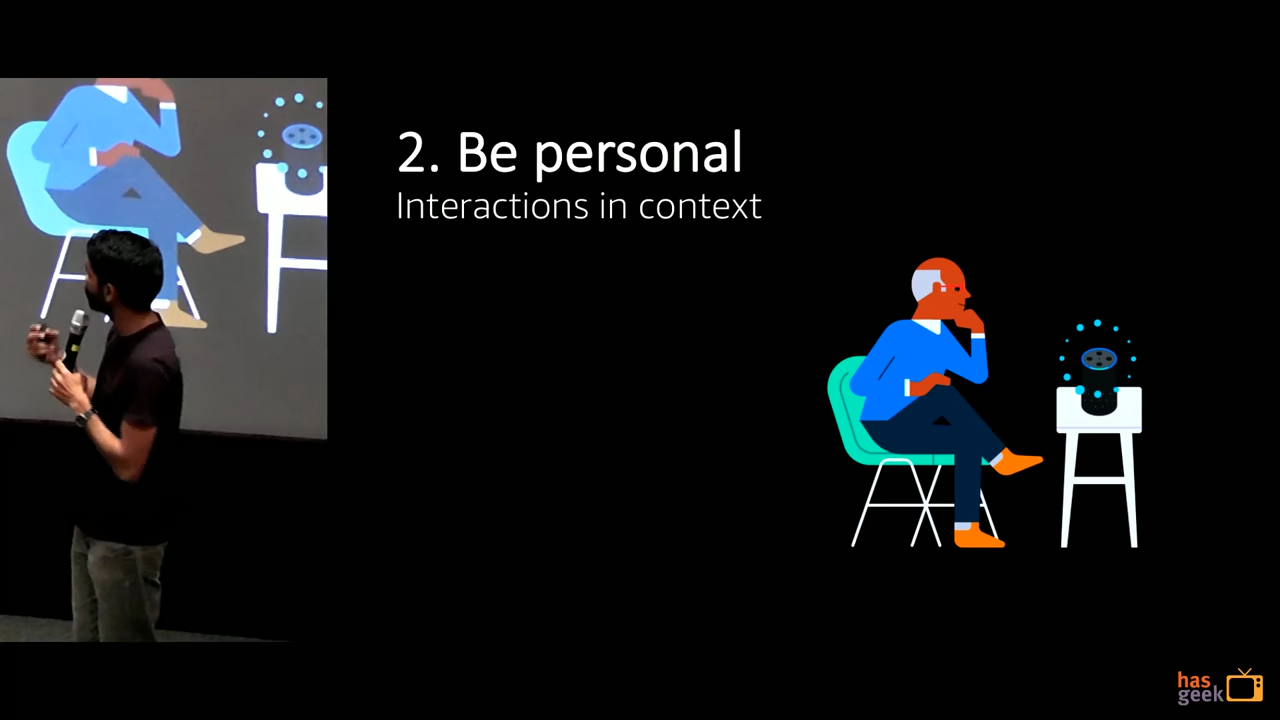 2. Be personal
Interactions in context
has
geek